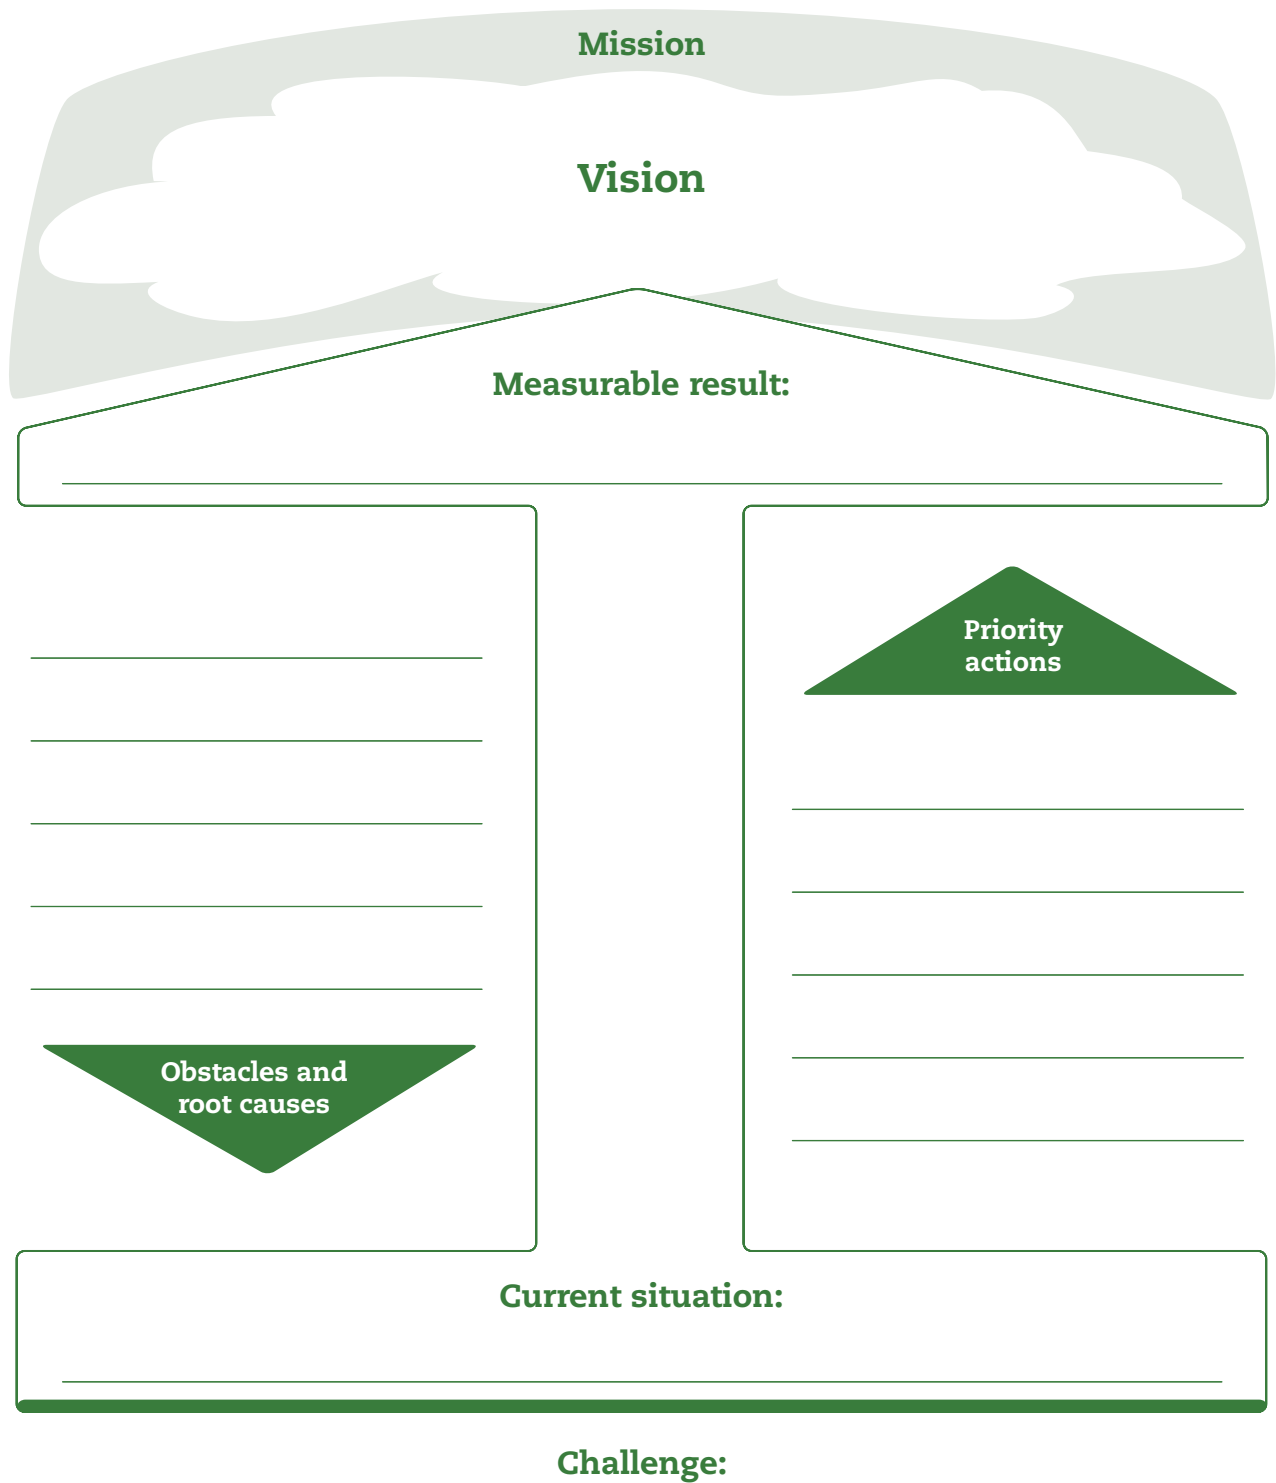 Mission
Vision
Measurable result:
Priority
actions
Obstacles and
root causes
Current situation:
Challenge: